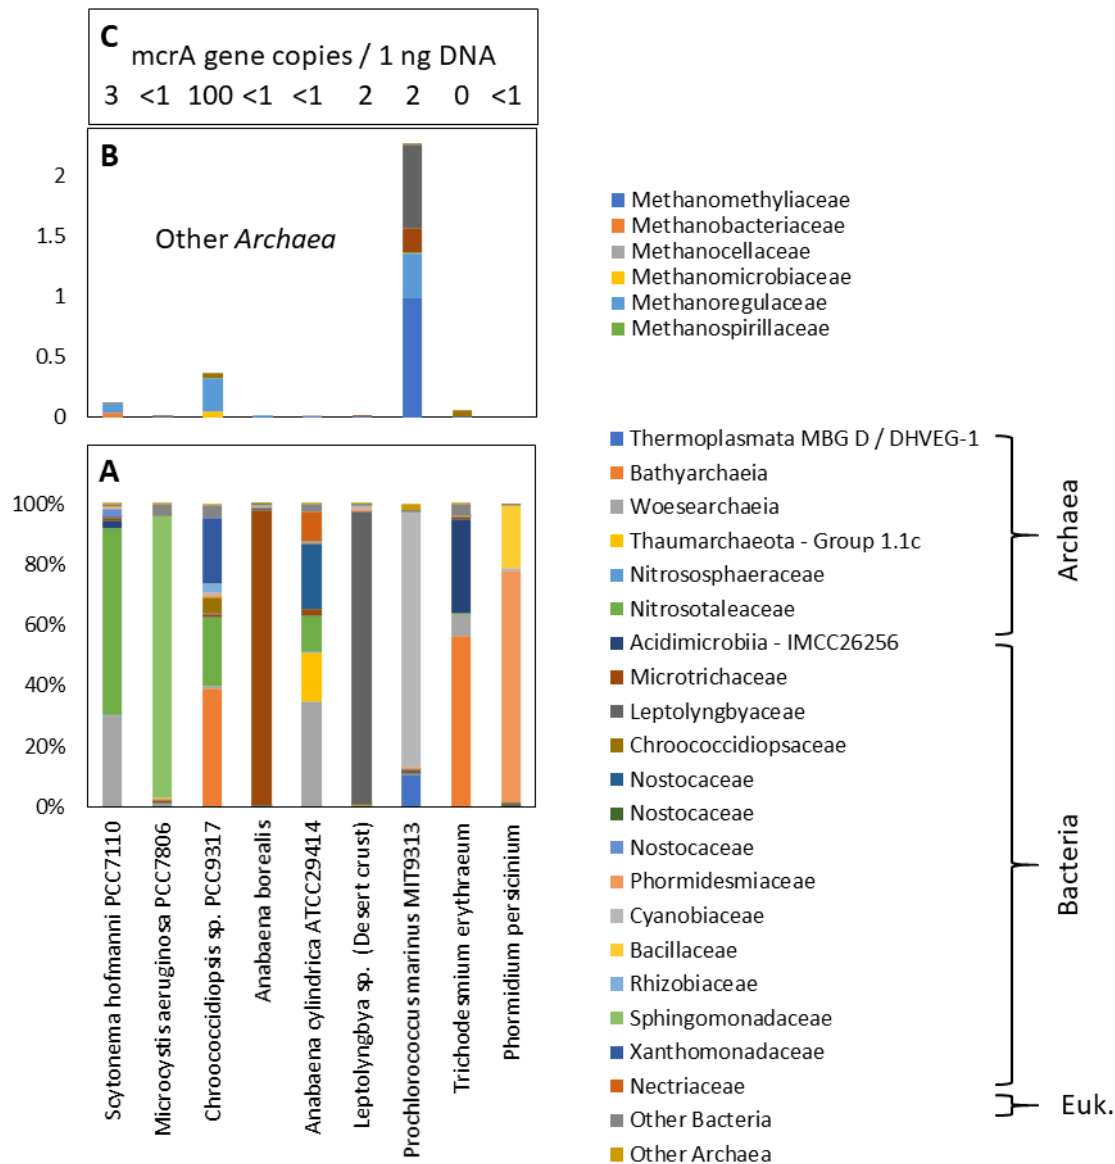 C
mcrA gene copies / 1 ng DNA
3 <1 100 <1 <1 2 2 0 <1
B
2
1.5
1
0.5
0
Other Archaea
Methanomethyliaceae
Methanobacteriaceae
Methanocellaceae
Methanomicrobiaceae
Methanoregulaceae
Methanospirillaceae
A
100%
80%
60%
40%
20%
0%
Scytonema hofmanni PCC7110
Microcystis aeruginosa PCC7806
Chroococcidiopsis sp. PCC9317
Anabaena borealis
Anabaena cylindrica ATCC29414
Leptolyngbya sp. (Desert crust)
Prochlorococcus marinus MIT9313
Trichodesmium erythraeum
Phormidium persicinium
Thermoplasmata MBG D / DHVEG-1
Bathyarchaeia
Woesearchaeia
Thaumarchaeota - Group 1.1c
Nitrososphaeraceae
Nitrosotaleaceae
Acidimicrobiia - IMCC26256
Microtrichaceae
Leptolyngbyaceae
Chroococcidiopsaceae
Nostocaceae
Nostocaceae
Nostocaceae
Phormidesmiaceae
Cyanobiaceae
Bacillaceae
Rhizobiaceae
Sphingomonadaceae
Xanthomonadaceae
Nectriaceae
Other Bacteria
Other Archaea
Archaea
Bacteria
Euk.